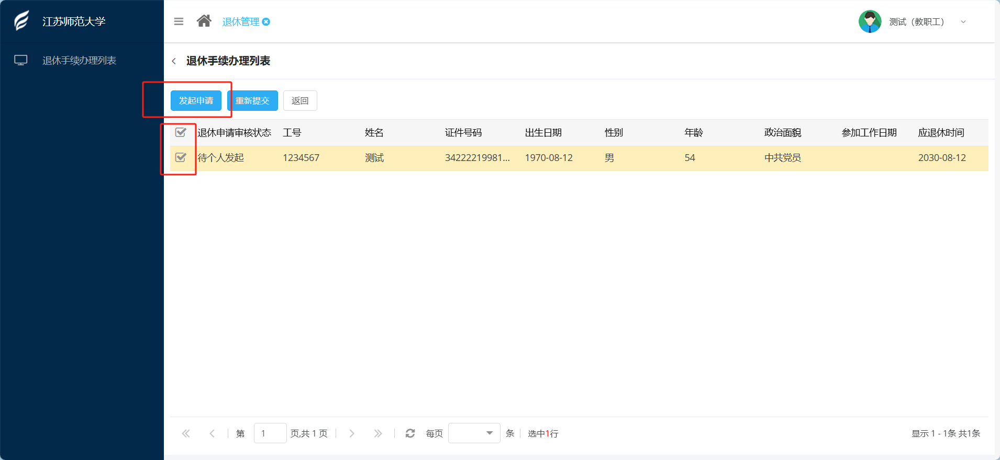 江苏师范大学
退休管理
测试（教职工）
退休手续办理列表
退休手续办理列表
发起申请 重新提交 返回
退休申请审核状态 工号 姓名 证件号码 出生日期 性别 年龄 政治面貌 参加工作日期 应退休时间
待个人发起 1234567 测试 34222219981... 1970-08-12 男 54 中共党员 2030-08-12
第 1 页,共 1 页 每页 条 选中1行 显示 1 - 1条 共1条